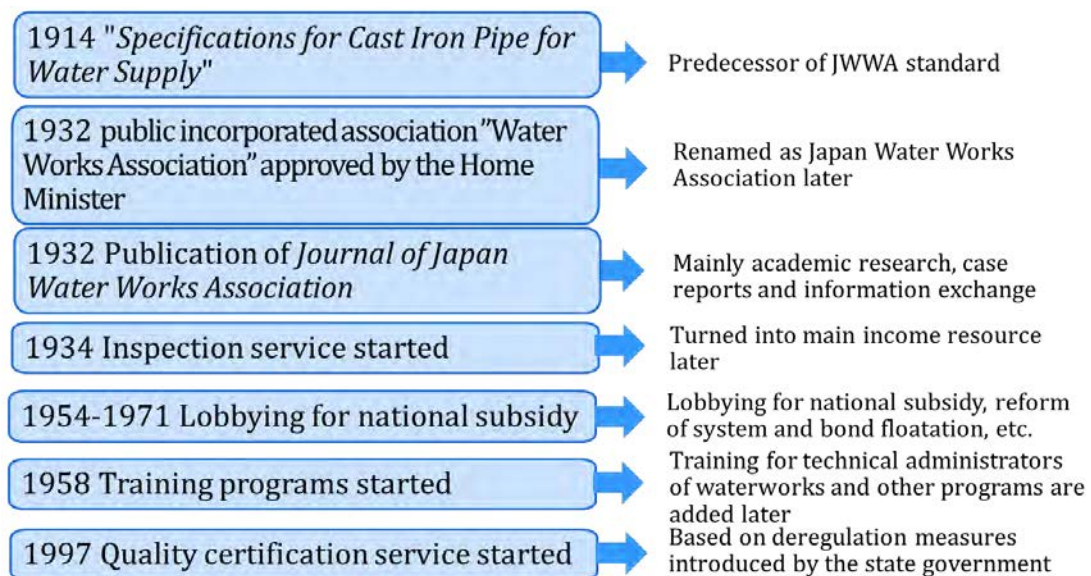 1914 "Specifications for Cast Iron Pipe for
Water Supply"
Predecessor of JWWA standard
1932 public incorporated association "Water
Works Association" approved by the Home
Minister
Renamed as Japan Water Works
Association later
1932 Publication of Journal of Japan
Water Works Association
Mainly academic research, case
reports and information exchange
1934 Inspection service started
Turned into main income resource
later
1954-1971 Lobbying for national subsidy
Lobbying for national subsidy, reform
of system and bond floatation, etc.
1958 Training programs started
Training for technical administrators
of waterworks and other programs are
added later
1997 Quality certification service started
Based on deregulation measures
introduced by the state government